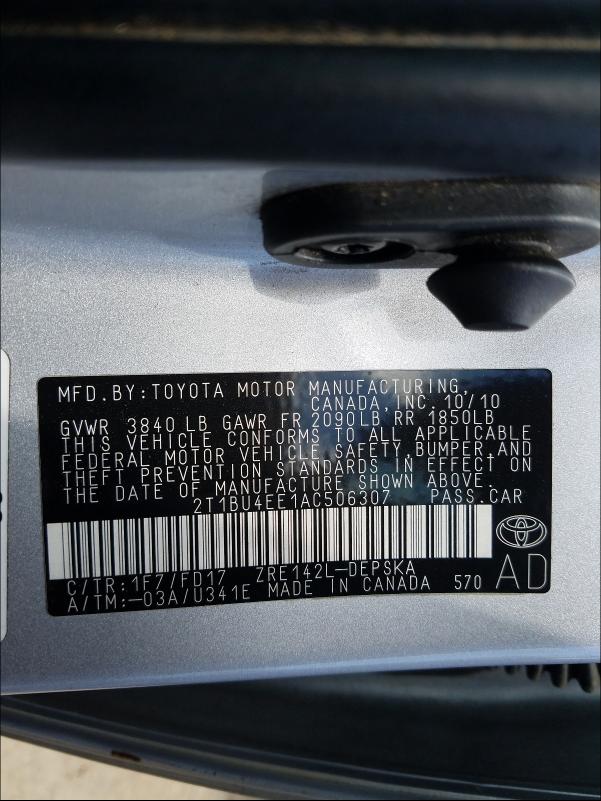 MFD.BY:TOYOTA MOTOR MANUFACTURING,
CANADA, INC. 10/10
GVWR 3840 LB GAWR FR 2090LB RR 1850LB
THIS VEHICLE CONFORMS TO ALL APPLICABLE
FEDERAL MOTOR VEHICLE SAFETY,BUMPER,AND
THEFT PREVENTION STANDARDS IN EFFECT ON
THE DATE OF MANUFACTURE SHOWN ABOVE.
2T1BU4EE1AC506307 PASS.CAR
C/TR:1F7/FD17 ZRE142L-DEPSKA
A/TM:-03A/U341E MADE IN CANADA 570
AD